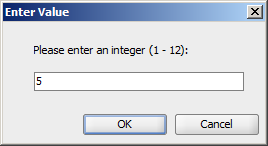 Enter Value
Please enter an integer (1 - 12):
5
OK
Cancel